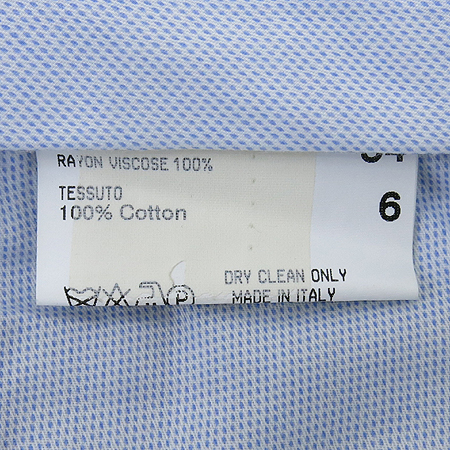 RAYON VISCOSE 100%
TESSUTO
100% Cotton
6
P
DRY CLEAN ONLY
MADE IN ITALY